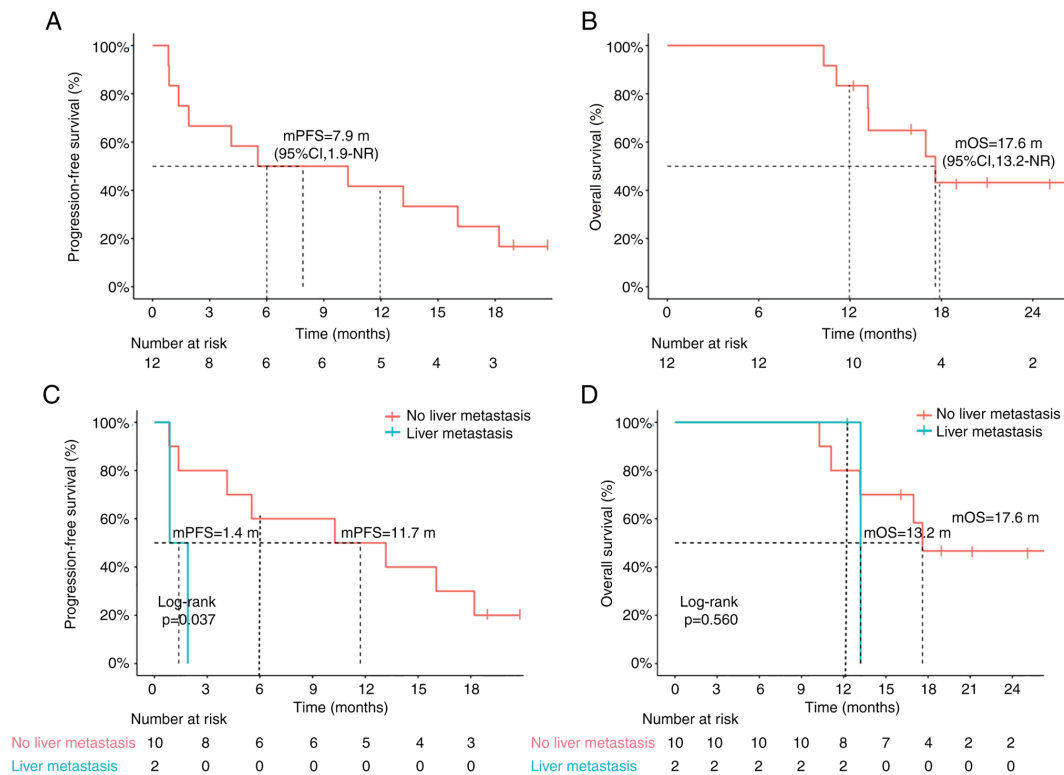 A
Progression-free survival (%)
100%
80%
60%
40%
20%
0%
mPFS=7.9 m
(95%CI,1.9-NR)
0 3 6 9 12 15 18
Time (months)
Number at risk
12 8 6 6 5 4 3
B
Overall survival (%)
100%
80%
60%
40%
20%
0%
mOS=17.6 m
(95%CI,13.2-NR)
0 6 12 18 24
Time (months)
Number at risk
12 12 10 4 2
C
Progression-free survival (%)
100%
80%
60%
40%
20%
0%
No liver metastasis
Liver metastasis
mPFS=1.4 m
mPFS=11.7 m
Log-rank
p=0.037
0 3 6 9 12 15 18
Time (months)
Number at risk
No liver metastasis 10 8 6 6 5 4 3
Liver metastasis 2 0 0 0 0 0 0
D
Overall survival (%)
100%
80%
60%
40%
20%
0%
No liver metastasis
Liver metastasis
mOS=17.6 m
mOS=13.2 m
Log-rank
p=0.560
0 3 6 9 12 15 18 21 24
Time (months)
Number at risk
No liver metastasis 10 10 10 10 8 7 4 2 2
Liver metastasis 2 2 2 2 2 0 0 0 0